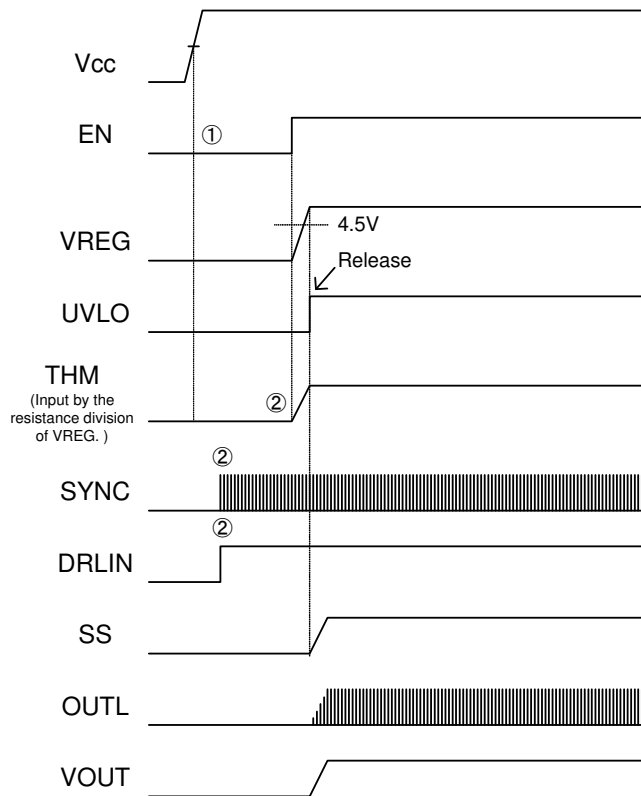 Vcc
EN
①
VREG
4.5V
Release
UVLO
THM
(Input by the
resistance division
of VREG. )
②
②
SYNC
②
DRLIN
SS
OUTL
VOUT